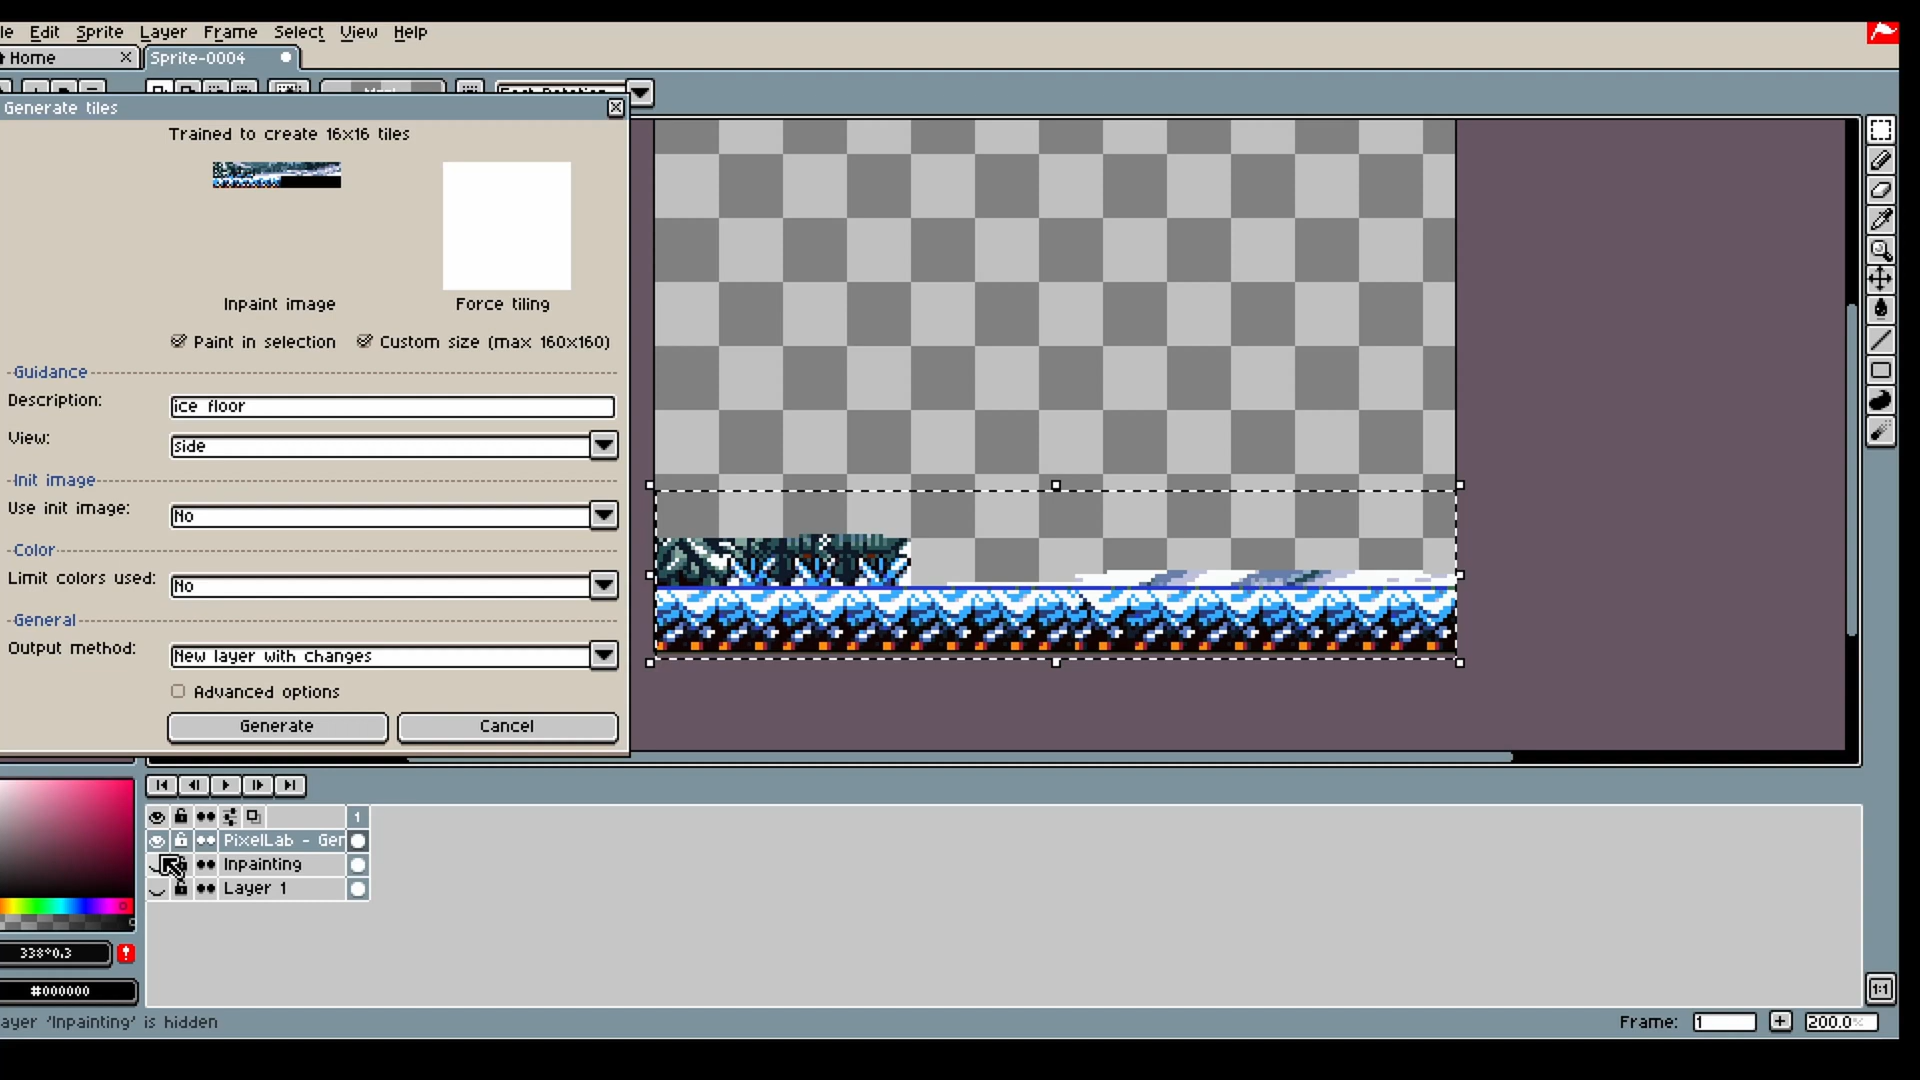 le Edit Sprite Layer Frame Select View Help
Home
Sprite-0004
Generate tiles
Trained to create 16x16 tiles
Inpaint image Force tiling
Paint in selection Custom size (max 160x160)
Guidance
Description: ice floor
View: side
Init image
Use init image: No
Color
Limit colors used: No
General
Output method: New layer with changes
Advanced options
Generate Cancel
1
PixelLab - Ger
Inpainting
Layer 1
338°0.3 !
#000000
1:1
ayer 'Inpainting' is hidden
Frame: 1 + 200.0